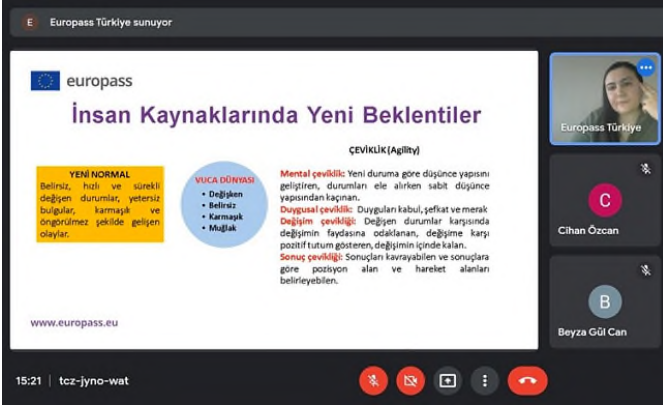 E Europass Türkiye sunuyor
europass
İnsan Kaynaklarında Yeni Beklentiler
YENİ NORMAL
Belirsiz, hızlı ve sürekli
değişen durumlar, yetersiz
bulgular, karmaşık ve
öngörülmez şekilde gelişen
olaylar.
VUCA DÜNYASI
• Değişken
• Belirsiz
• Karmaşık
• Muğlak
ÇEVİKLİK (Agility)
Mental çeviklik: Yeni duruma göre düşünce yapısını
geliştiren, durumları ele alırken sabit düşünce
yapısından kaçınan.
Duygusal çeviklik: Duyguları kabul, şefkat ve merak
Değişim çevikliği: Değişen durumlar karşısında
değişimin faydasına odaklanan, değişime karşı
pozitif tutum gösteren, değişimin içinde kalan.
Sonuç çevikliği: Sonuçları kavrayabilen ve sonuçlara
göre pozisyon alan ve hareket alanları
belirleyebilen.
www.europass.eu
Europass Türkiye
C
Cihan Özcan
B
Beyza Gül Can
15:21 | tcz-jyno-wat